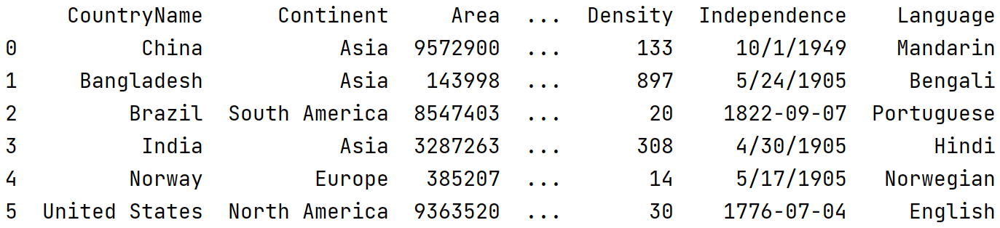 CountryName Continent Area ... Density Independence Language
0 China Asia 9572900 ... 133 10/1/1949 Mandarin
1 Bangladesh Asia 143998 ... 897 5/24/1905 Bengali
2 Brazil South America 8547403 ... 20 1822-09-07 Portuguese
3 India Asia 3287263 ... 308 4/30/1905 Hindi
4 Norway Europe 385207 ... 14 5/17/1905 Norwegian
5 United States North America 9363520 ... 30 1776-07-04 English